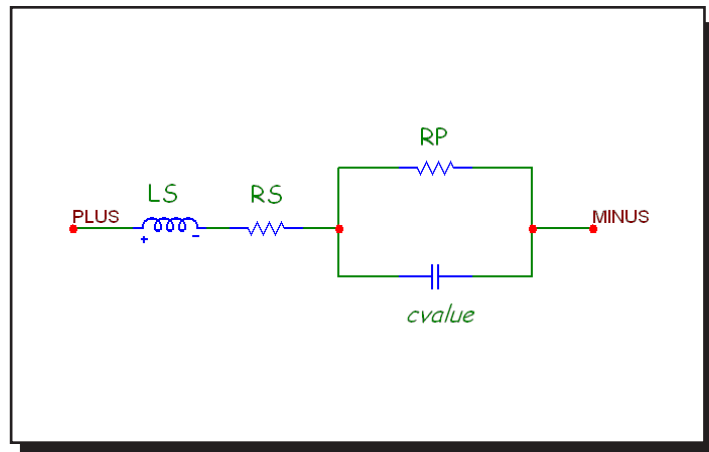 RP
LS
RS
PLUS
+
-
MINUS
cvalue